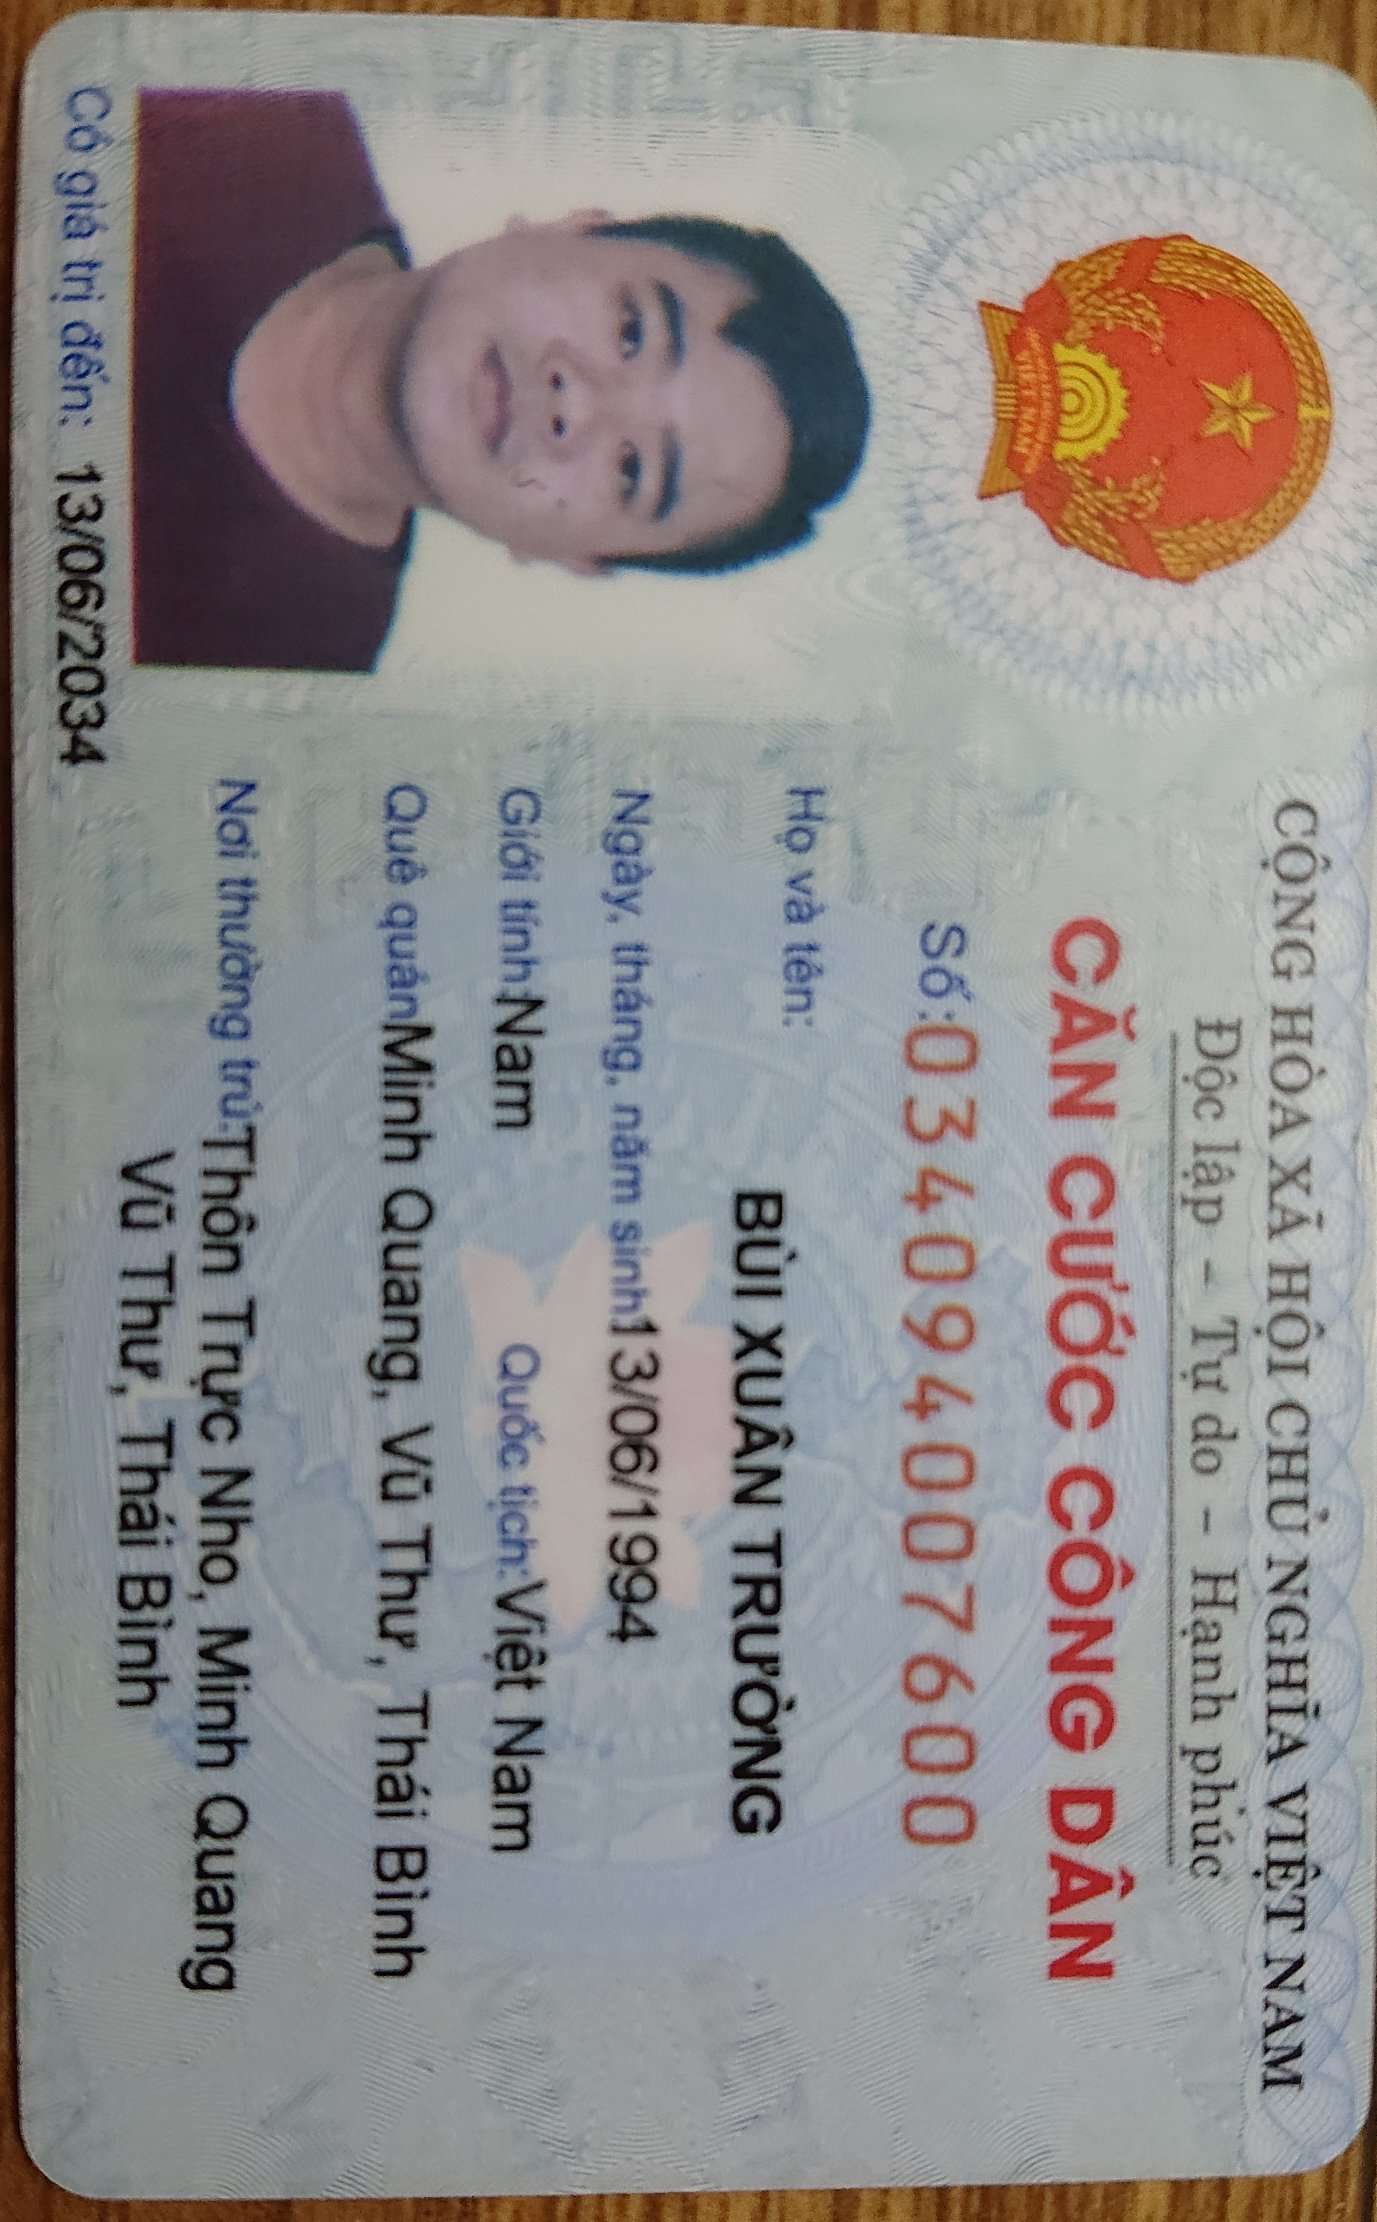 CỘNG HÒA XÃ HỘI CHỦ NGHĨA VIỆT NAM
Độc lập - Tự do - Hạnh phúc
CĂN CƯỚC CÔNG DÂN
Số: 034094007600
Họ và tên:
BÙI XUÂN TRƯỜNG
Ngày, tháng, năm sinh: 13/06/1994
Giới tính: Nam Quốc tịch: Việt Nam
Quê quán: Minh Quang, Vũ Thư, Thái Bình
Nơi thường trú: Thôn Trực Nho, Minh Quang
Vũ Thư, Thái Bình
Có giá trị đến: 13/06/2034